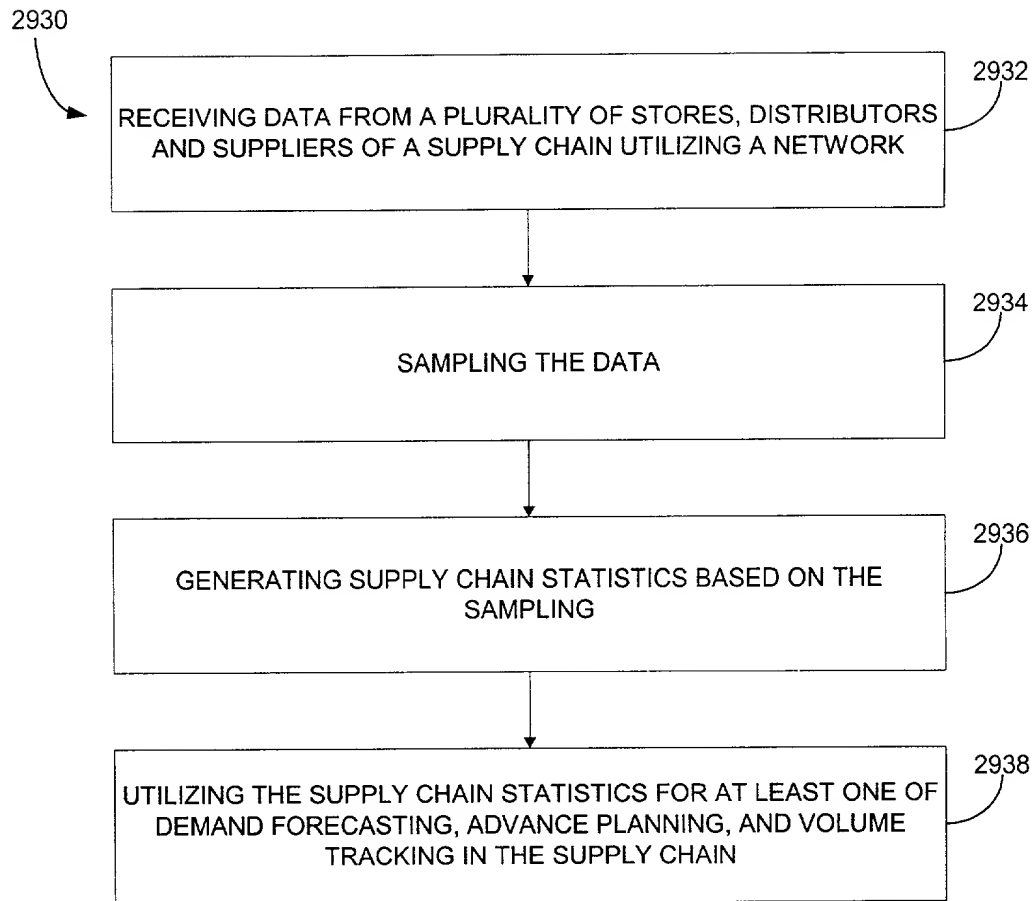 2930
2932
RECEIVING DATA FROM A PLURALITY OF STORES, DISTRIBUTORS
AND SUPPLIERS OF A SUPPLY CHAIN UTILIZING A NETWORK
2934
SAMPLING THE DATA
2936
GENERATING SUPPLY CHAIN STATISTICS BASED ON THE
SAMPLING
2938
UTILIZING THE SUPPLY CHAIN STATISTICS FOR AT LEAST ONE OF
DEMAND FORECASTING, ADVANCE PLANNING, AND VOLUME
TRACKING IN THE SUPPLY CHAIN